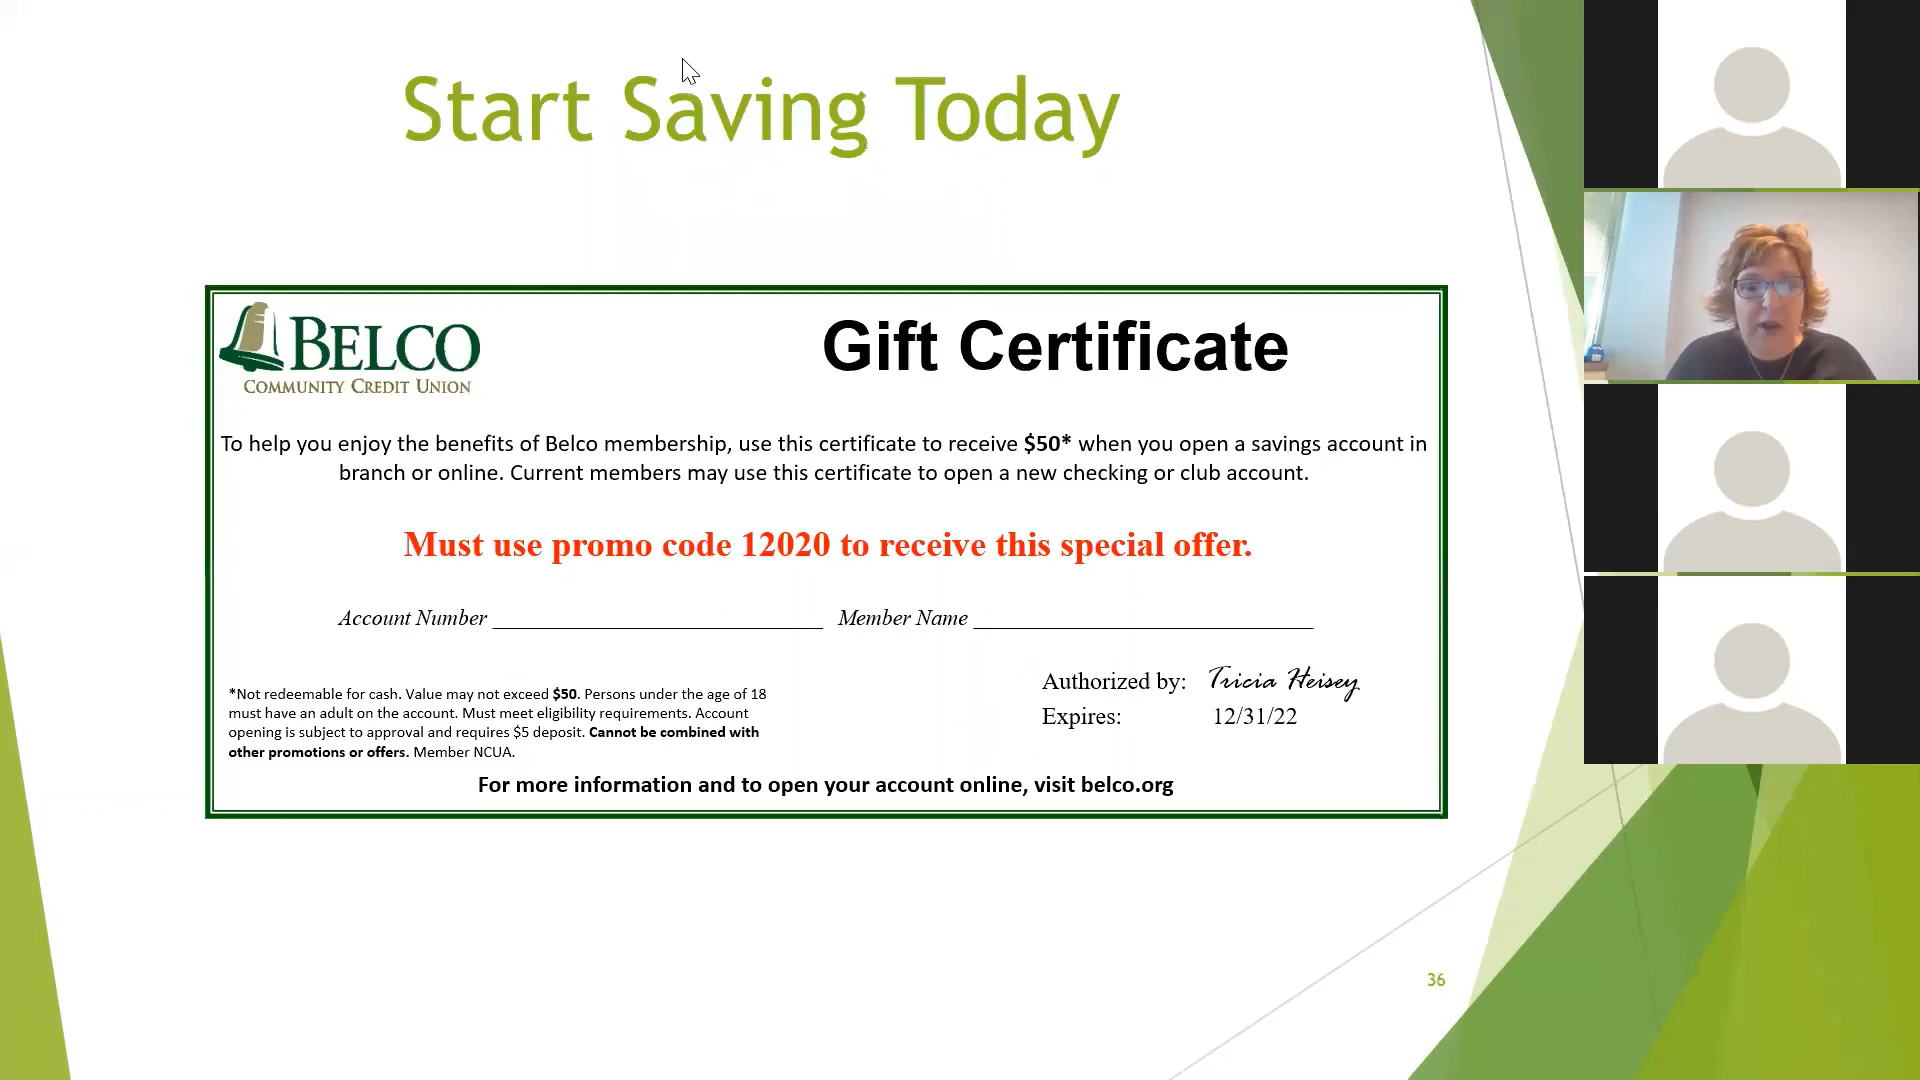 Start Saving Today
BELCO
COMMUNITY CREDIT UNION
Gift Certificate
To help you enjoy the benefits of Belco membership, use this certificate to receive $50* when you open a savings account in
branch or online. Current members may use this certificate to open a new checking or club account.
Must use promo code 12020 to receive this special offer.
Account Number ______________________________ Member Name ______________________________
*Not redeemable for cash. Value may not exceed $50. Persons under the age of 18
must have an adult on the account. Must meet eligibility requirements. Account
opening is subject to approval and requires $5 deposit. Cannot be combined with
other promotions or offers. Member NCUA.
Authorized by: Tricia Heisey
Expires: 12/31/22
For more information and to open your account online, visit belco.org
36